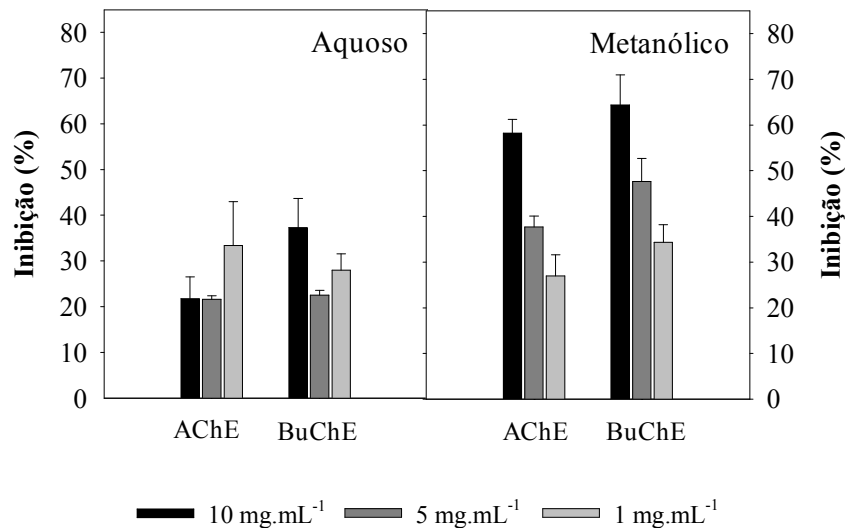 Aquoso
Metanólico
Inibição (%)
80
70
60
50
40
30
20
10
0
AChE BuChE
AChE BuChE
80
70
60
50
40
30
20
10
0
Inibição (%)
10 mg.mL⁻¹ 5 mg.mL⁻¹ 1 mg.mL⁻¹